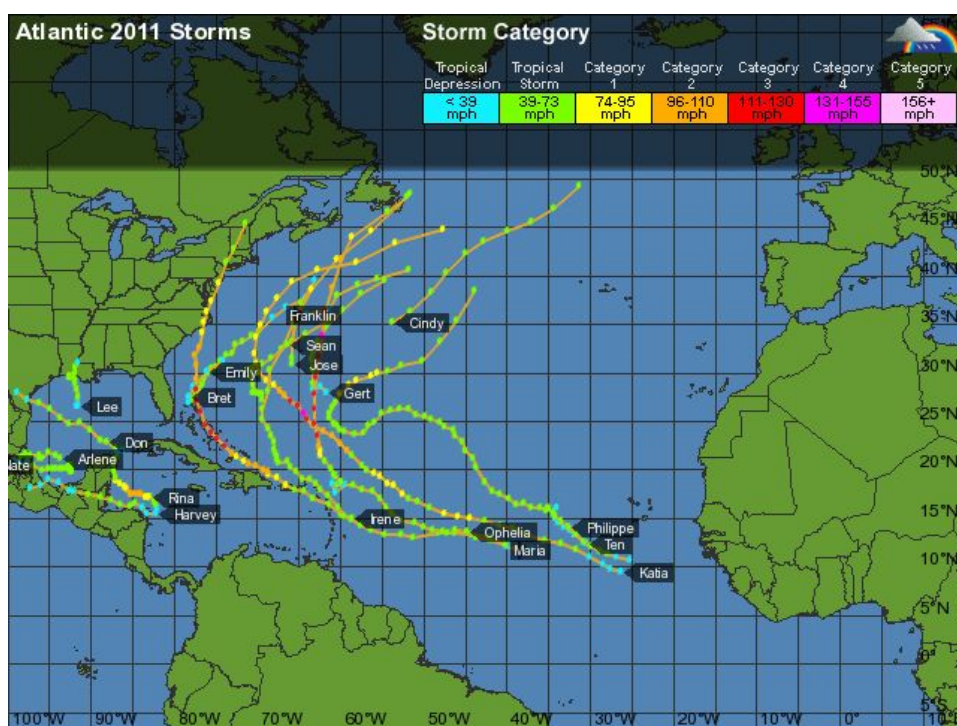 Atlantic 2011 Storms
Storm Category
Tropical Depression
Tropical Storm
Category 1
Category 2
Category 3
Category 4
Category 5
< 39 mph
39-73 mph
74-95 mph
96-110 mph
111-130 mph
131-155 mph
156+ mph
50°N
45°N
40°N
35°N
30°N
25°N
20°N
15°N
10°N
5°N
0°
5°S
Franklin
Cindy
Sean
Jose
Emily
Gert
Bret
Lee
Don
Arlene
Nate
Rina
Harvey
Irene
Ophelia
Maria
Philippe
Ten
Katia
100°W
90°W
80°W
70°W
60°W
50°W
40°W
30°W
20°W
10°W
0°